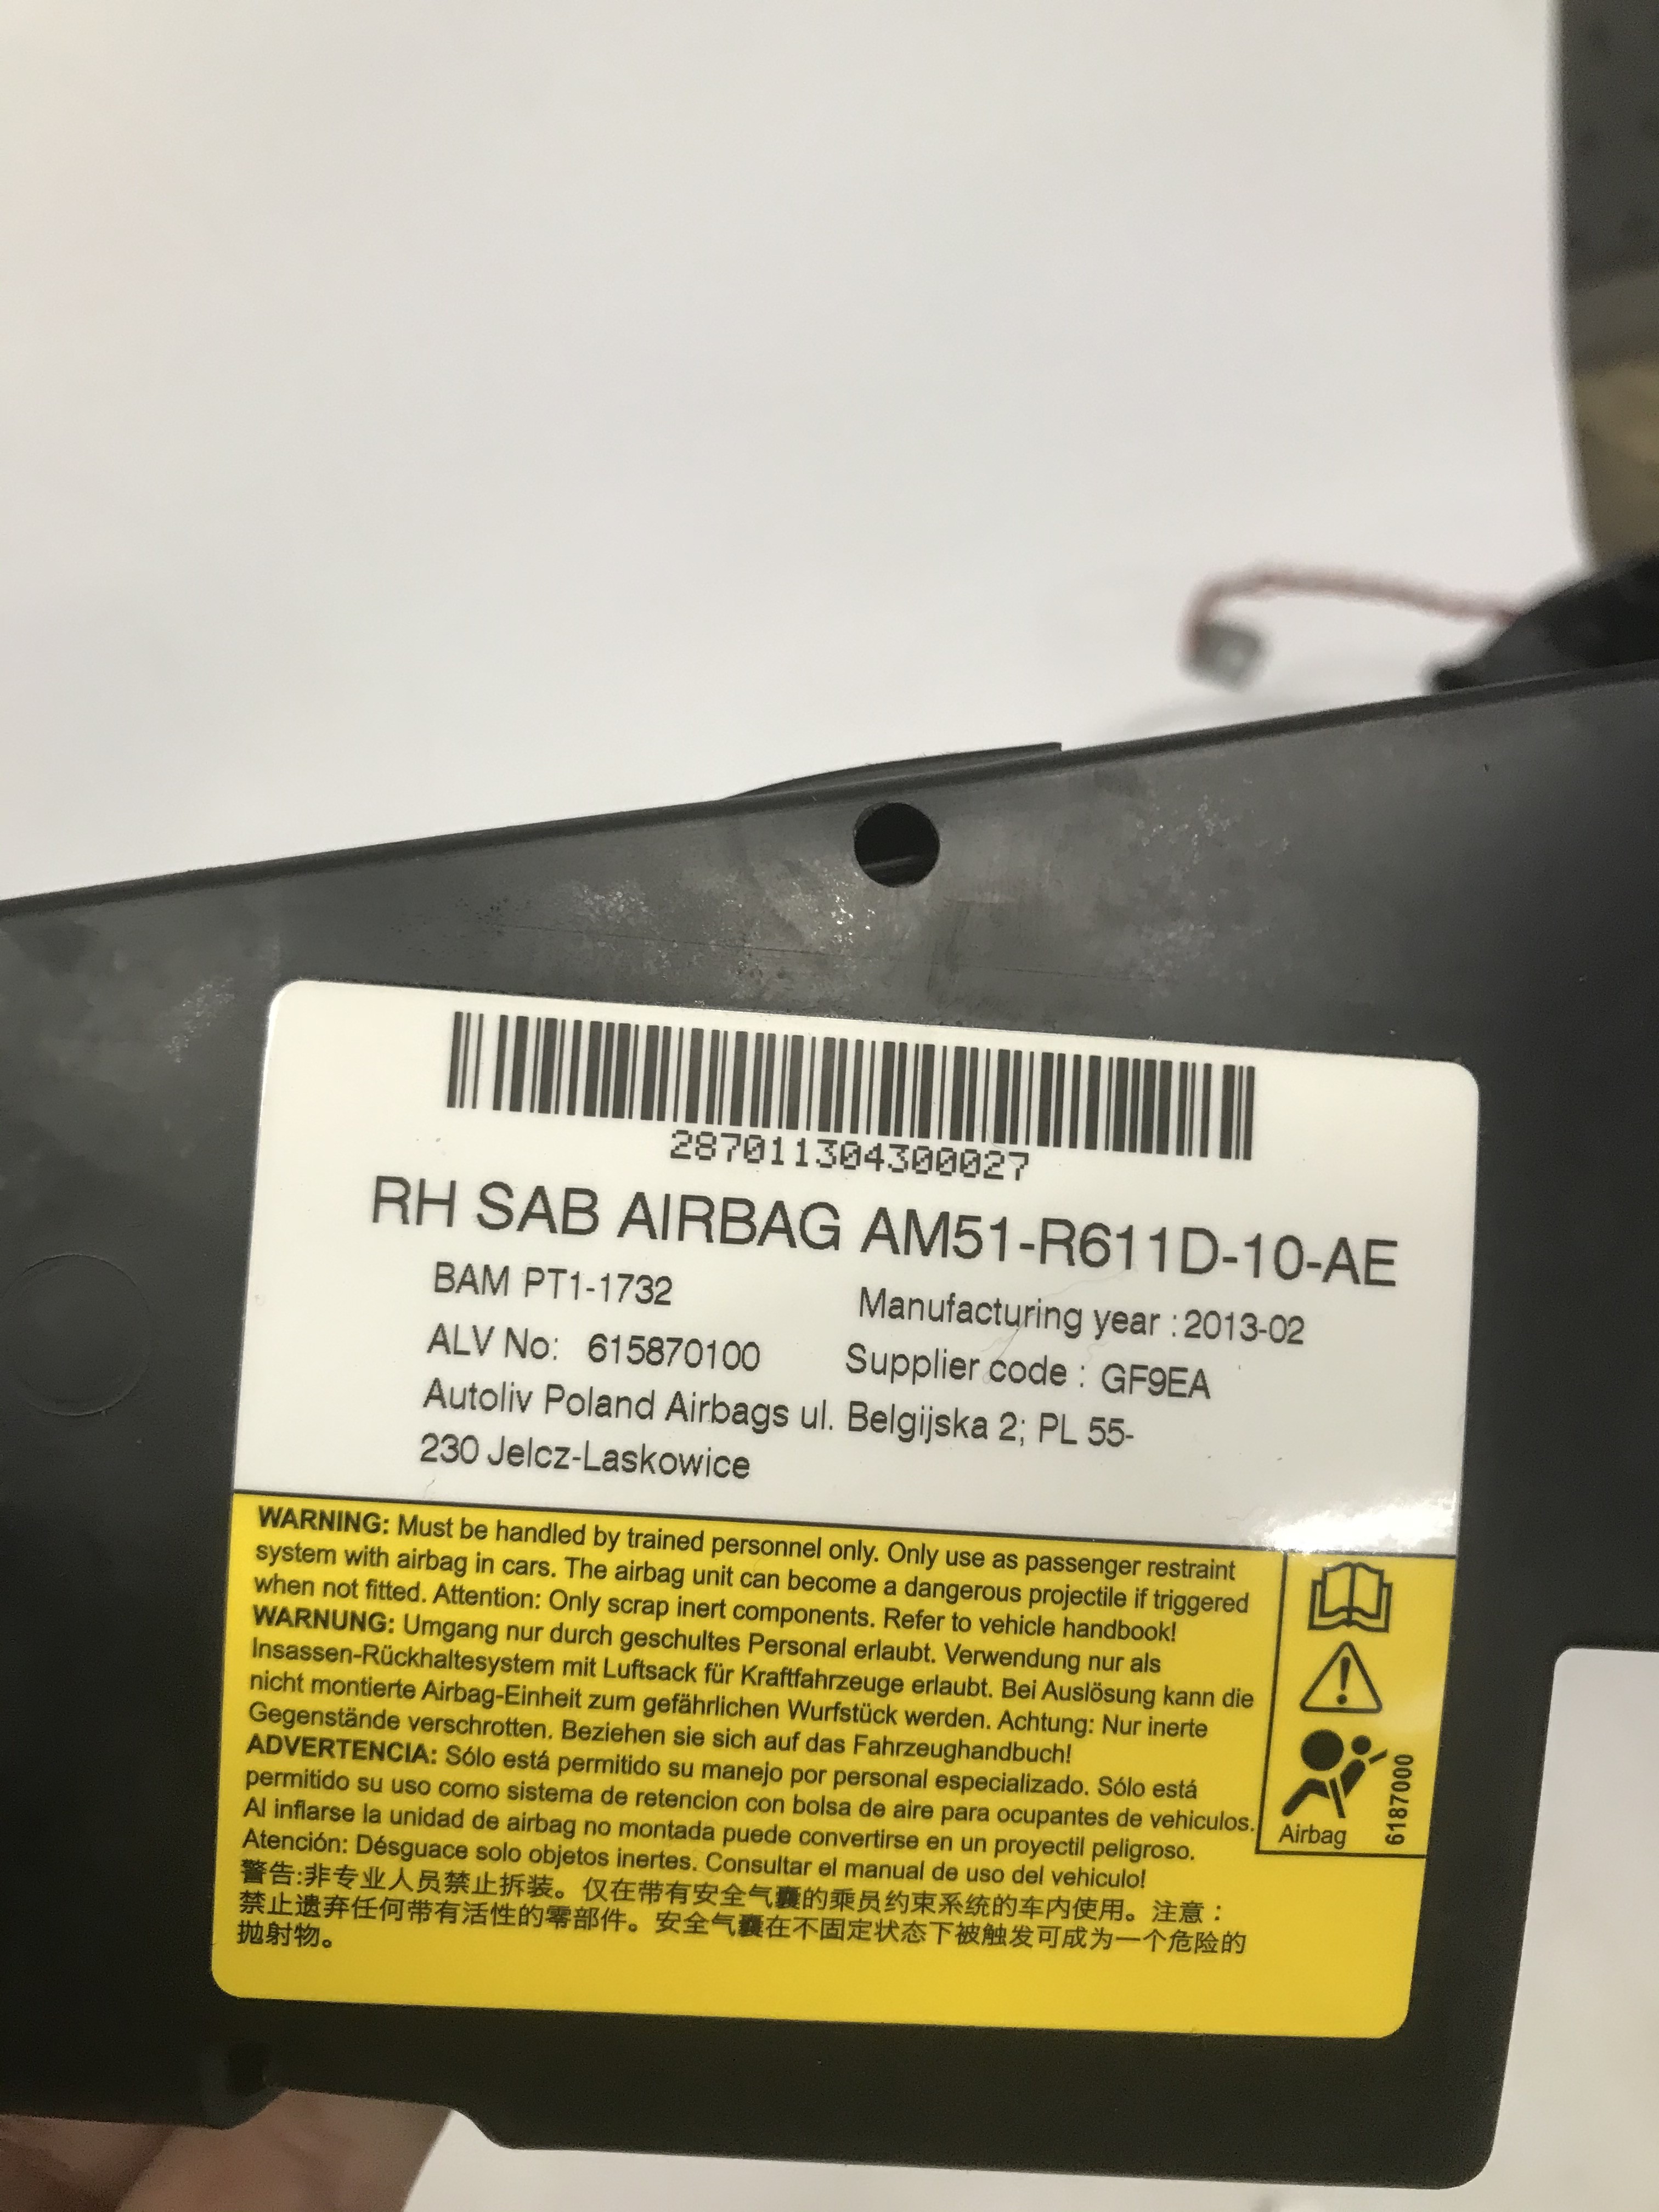 287011304300027
RH SAB AIRBAG AM51-R611D-10-AE
BAM PT1-1732
Manufacturing year : 2013-02
ALV No: 615870100
Supplier code : GF9EA
Autoliv Poland Airbags ul. Belgijska 2; PL 55-
230 Jelcz-Laskowice
WARNING: Must be handled by trained personnel only. Only use as passenger restraint
system with airbag in cars. The airbag unit can become a dangerous projectile if triggered
when not fitted. Attention: Only scrap inert components. Refer to vehicle handbook!
WARNUNG: Umgang nur durch geschultes Personal erlaubt. Verwendung nur als
Insassen-Rückhaltesystem mit Luftsack für Kraftfahrzeuge erlaubt. Bei Auslösung kann die
nicht montierte Airbag-Einheit zum gefährlichen Wurfstück werden. Achtung: Nur inerte
Gegenstände verschrotten. Beziehen sie sich auf das Fahrzeughandbuch!
ADVERTENCIA: Sólo está permitido su manejo por personal especializado. Sólo está
permitido su uso como sistema de retencion con bolsa de aire para ocupantes de vehiculos.
Al inflarse la unidad de airbag no montada puede convertirse en un proyectil peligroso.
Atención: Désguace solo objetos inertes. Consultar el manual de uso del vehiculo!
警告:非专业人员禁止拆装。仅在带有安全气囊的乘员约束系统的车内使用。注意：
禁止遗弃任何带有活性的零部件。安全气囊在不固定状态下被触发可成为一个危险的
抛射物。
Airbag
6187000